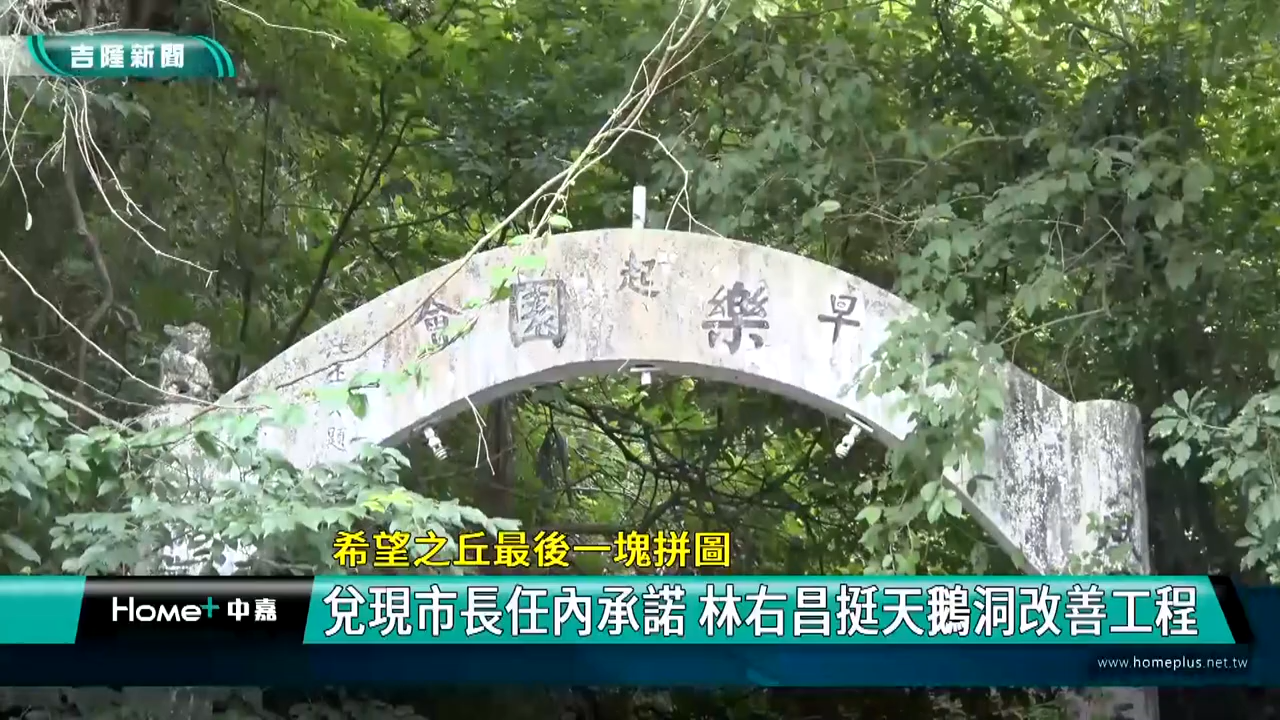 吉隆新聞
早樂起園會
題
希望之丘最後一塊拼圖
Home+中嘉
兌現市長任內承諾 林右昌挺天鵝洞改善工程
www.homeplus.net.tw